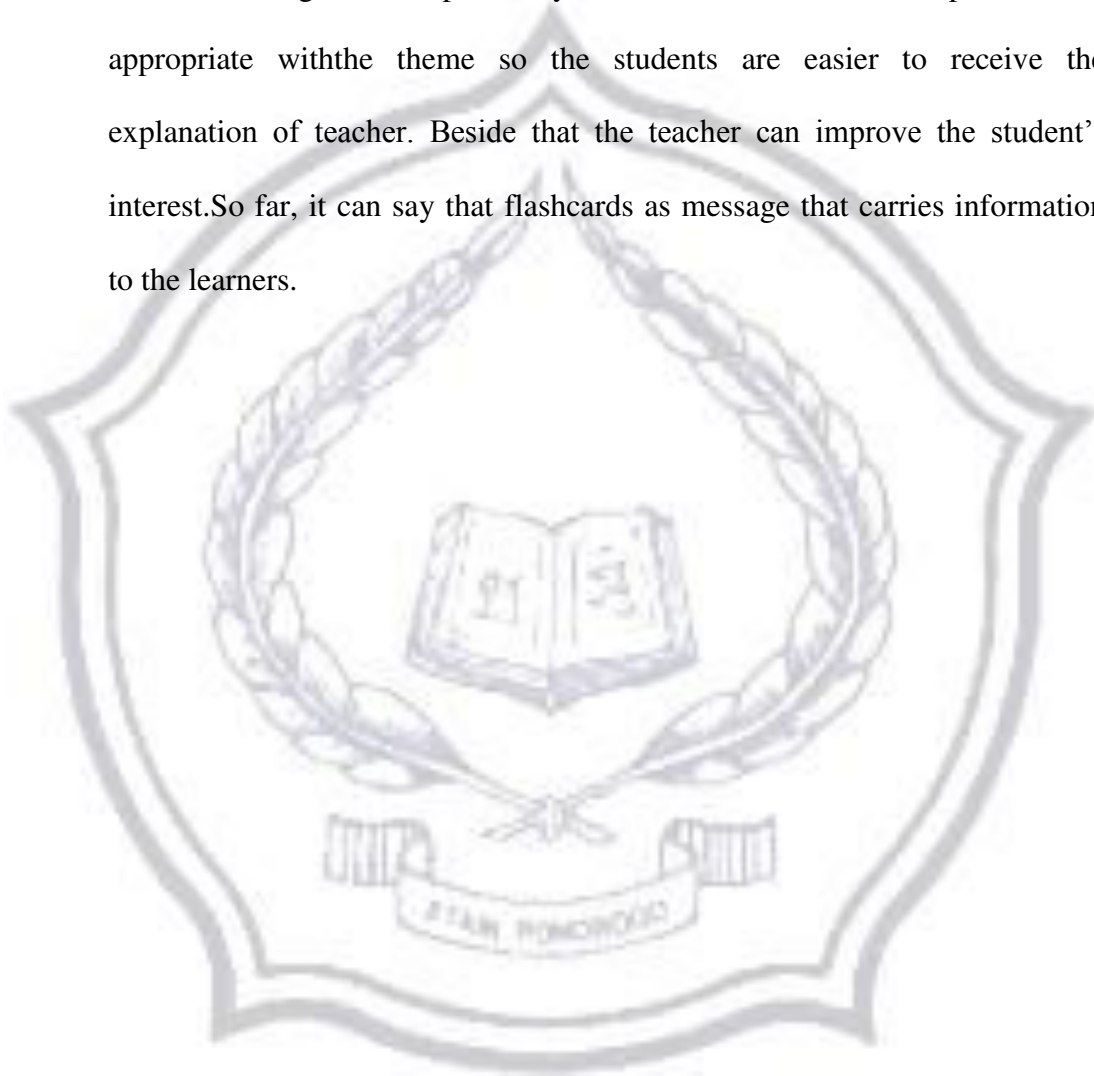 appropriate withthe theme so the students are easier to receive the
explanation of teacher. Beside that the teacher can improve the student'
interest.So far, it can say that flashcards as message that carries information
to the learners.
STAIN PONOROGO